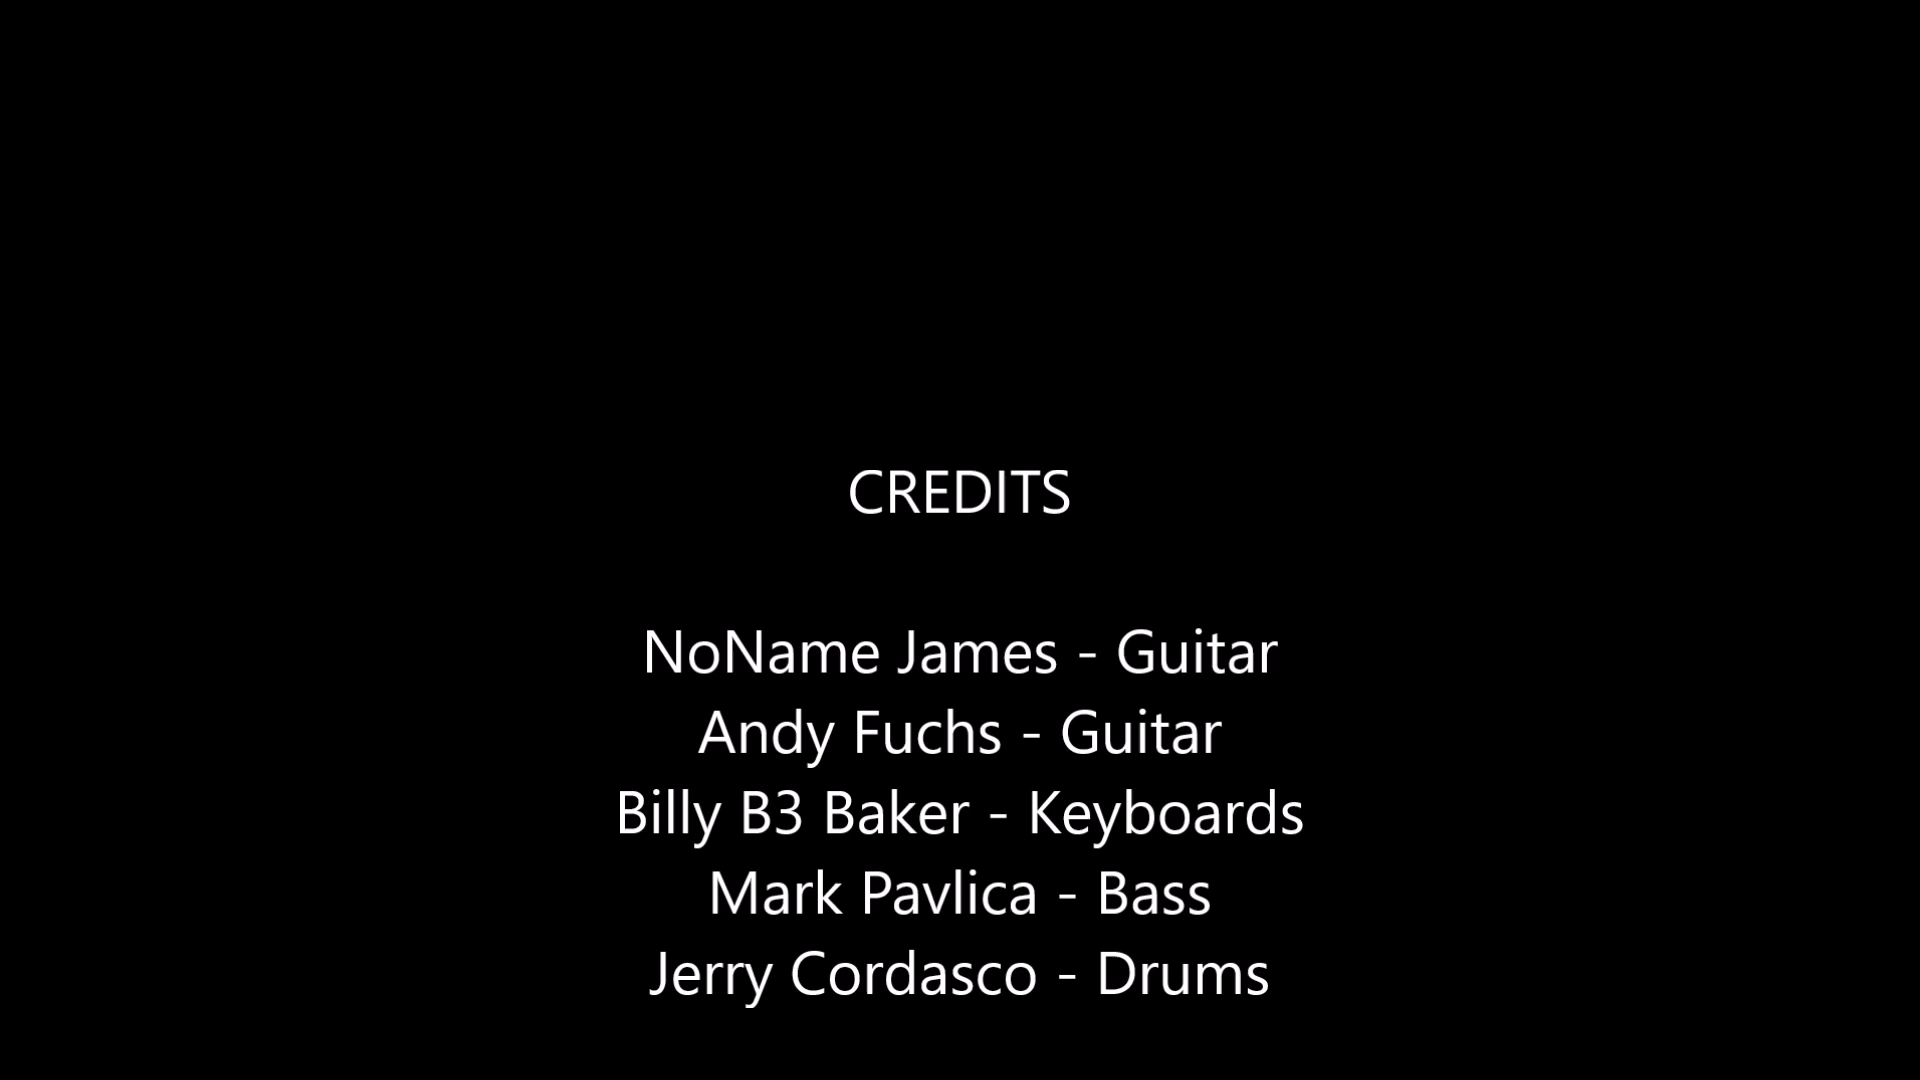 CREDITS
NoName James - Guitar
Andy Fuchs - Guitar
Billy B3 Baker - Keyboards
Mark Pavlica - Bass
Jerry Cordasco - Drums